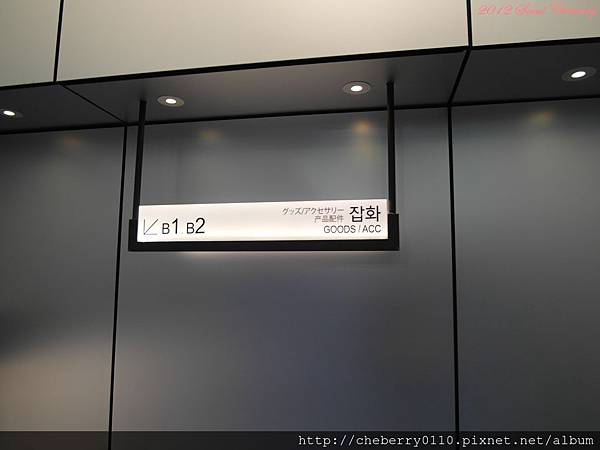 2012 Seoul
B1. B2
グッズ/アクセサリー
产品配件
잡화
GOODS / ACC
http://cheberry0110.pixnet.net/album